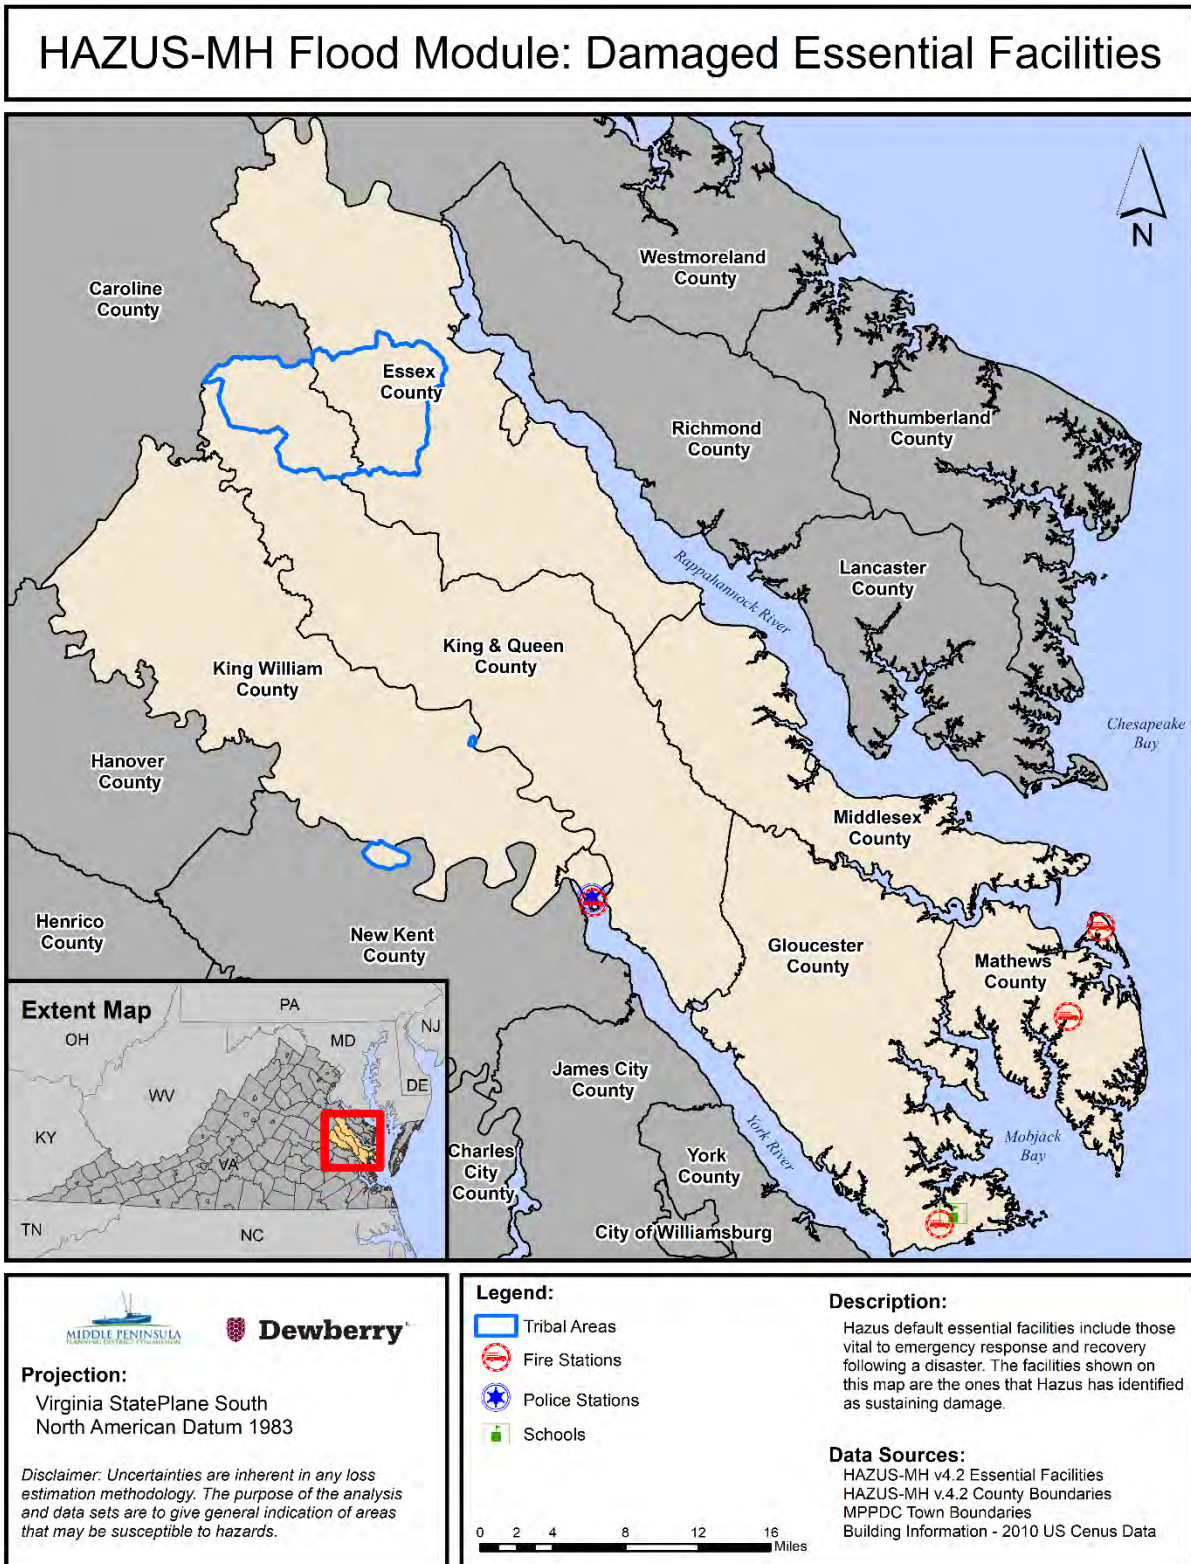 HAZUS-MH Flood Module: Damaged Essential Facilities
N
Westmoreland
County
Caroline
County
Essex
County
Northumberland
County
Richmond
County
Lancaster
County
Rappahannock River
King & Queen
County
King William
County
Chesapeake
Bay
Hanover
County
Middlesex
County
Henrico
County
New Kent
County
Gloucester
County
Mathews
County
James City
County
York River
Mobjack
Bay
Charles
City
County
York
County
City of Williamsburg
Extent Map
PA
OH
NJ
MD
DE
WV
KY
VA
TN
NC
MIDDLE PENINSULA
PLANNING DISTRICT COMMISSION
Dewberry
Projection:
Virginia StatePlane South
North American Datum 1983
Disclaimer: Uncertainties are inherent in any loss
estimation methodology. The purpose of the analysis
and data sets are to give general indication of areas
that may be susceptible to hazards.
Legend:
Tribal Areas
Fire Stations
Police Stations
Schools
0 2 4 8 12 16
Miles
Description:
Hazus default essential facilities include those
vital to emergency response and recovery
following a disaster. The facilities shown on
this map are the ones that Hazus has identified
as sustaining damage.
Data Sources:
HAZUS-MH v4.2 Essential Facilities
HAZUS-MH v.4.2 County Boundaries
MPPDC Town Boundaries
Building Information - 2010 US Cenus Data